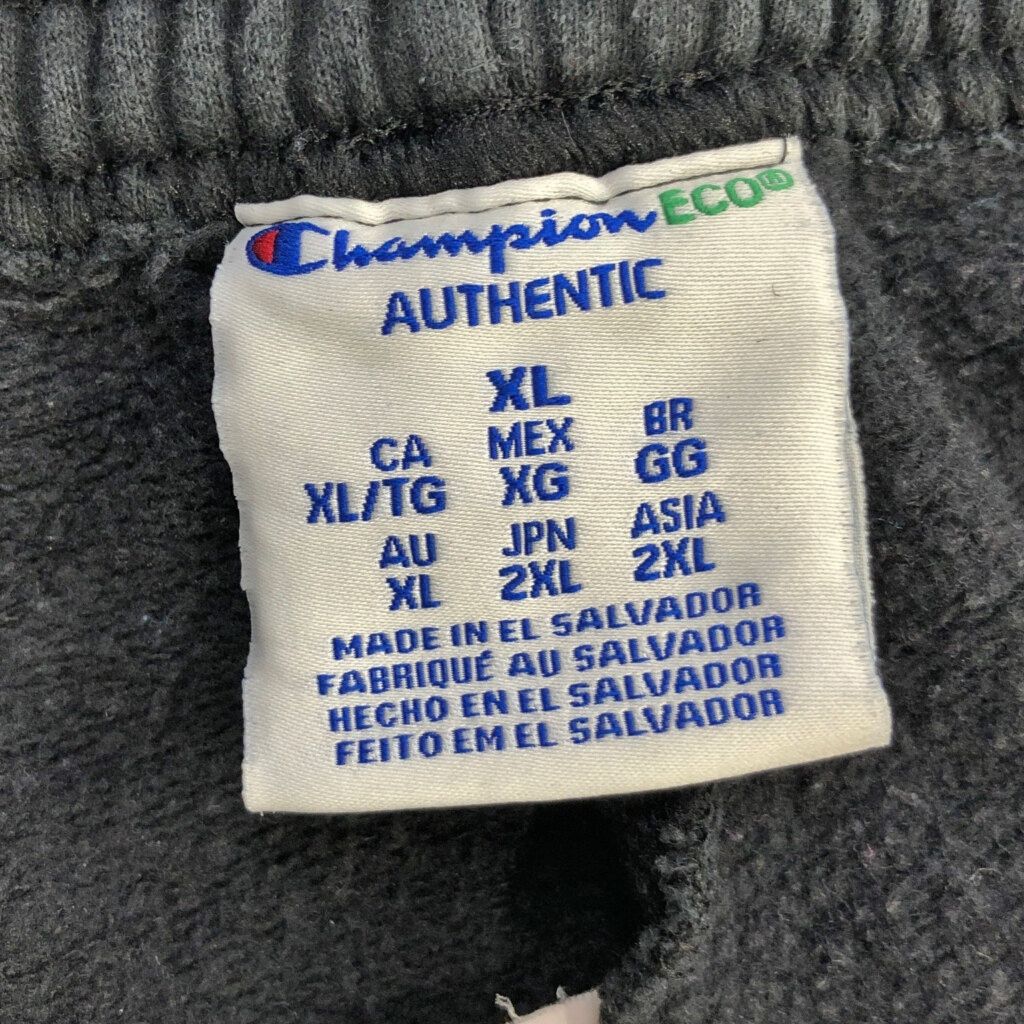 Champion ECO®
AUTHENTIC
XL
CA MEX BR
XL/TG XG GG
AU JPN ASIA
XL 2XL 2XL
MADE IN EL SALVADOR
FABRIQUÉ AU SALVADOR
HECHO EN EL SALVADOR
FEITO EM EL SALVADOR